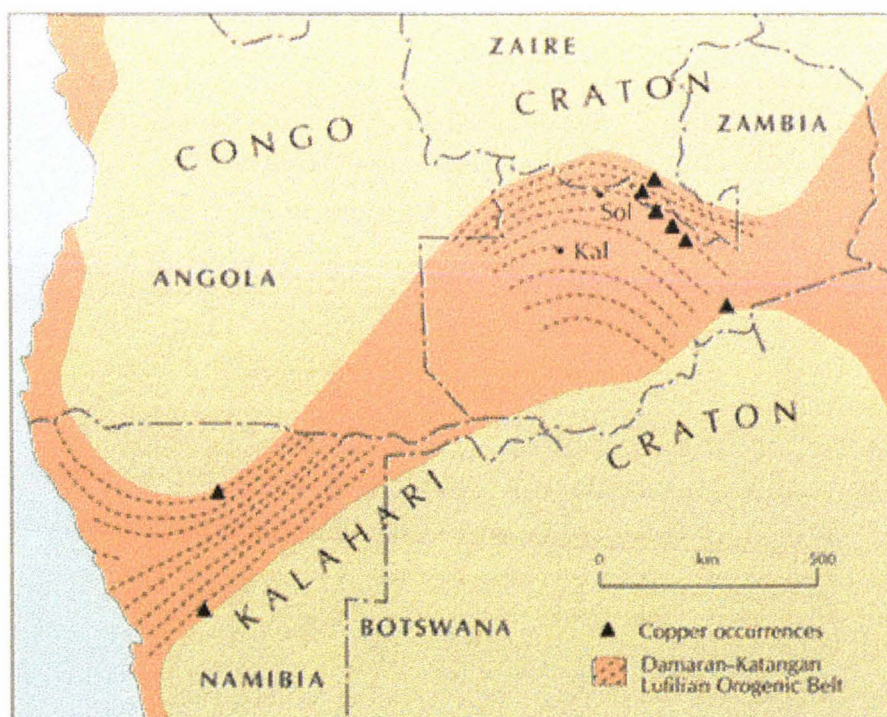 ZAIRE
CRATON
CONGO
ZAMBIA
Sol
Kal
ANGOLA
CRATON
KALAHARI
0 km 500
BOTSWANA
Copper occurrences
NAMIBIA
Damaran-Katangan
Lufilian Orogenic Belt